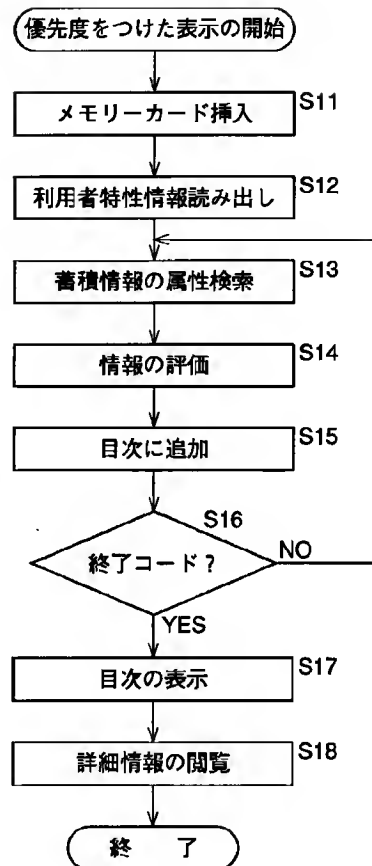 優先度をつけた表示の開始
メモリーカード挿入
S11
利用者特性情報読み出し
S12
蓄積情報の属性検索
S13
情報の評価
S14
目次に追加
S15
S16
終了コード?
NO
YES
目次の表示
S17
詳細情報の閲覧
S18
終 了